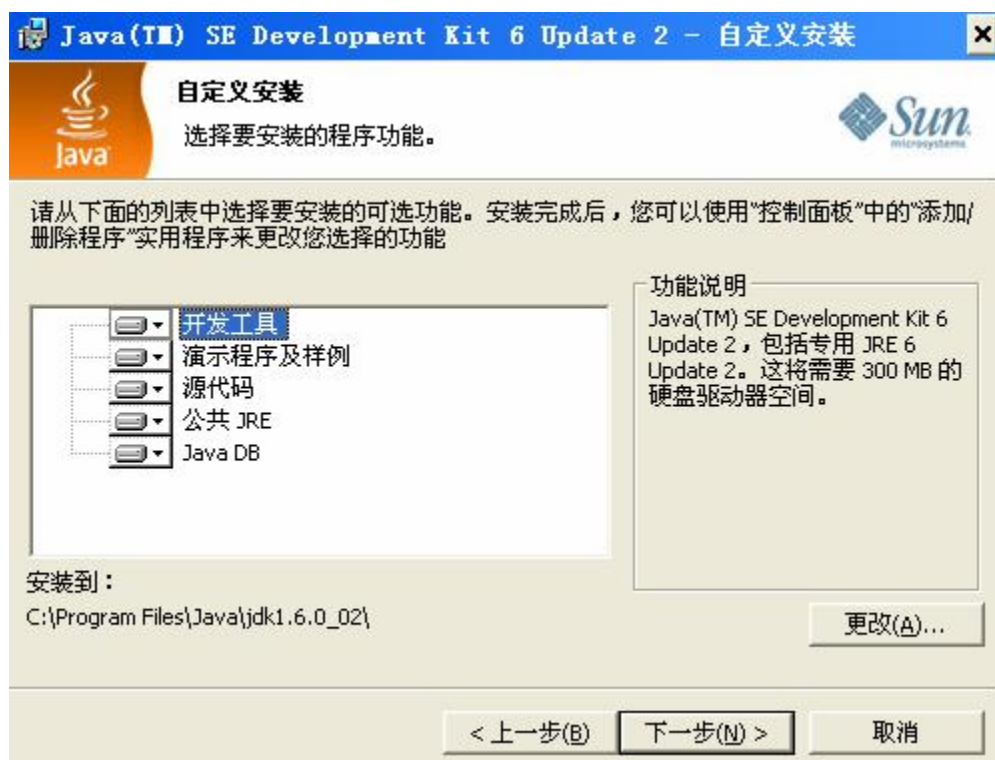 Java(TM) SE Development Kit 6 Update 2 - 自定义安装
自定义安装
选择要安装的程序功能。
Java
Sun
microsystems
请从下面的列表中选择要安装的可选功能。安装完成后，您可以使用“控制面板”中的“添加/
删除程序”实用程序来更改您选择的功能
开发工具
演示程序及样例
源代码
公共 JRE
Java DB
功能说明
Java(TM) SE Development Kit 6
Update 2，包括专用 JRE 6
Update 2。这将需要 300 MB 的
硬盘驱动器空间。
安装到：
C:\Program Files\Java\jdk1.6.0_02\
更改(A)...
< 上一步(B)
下一步(N) >
取消